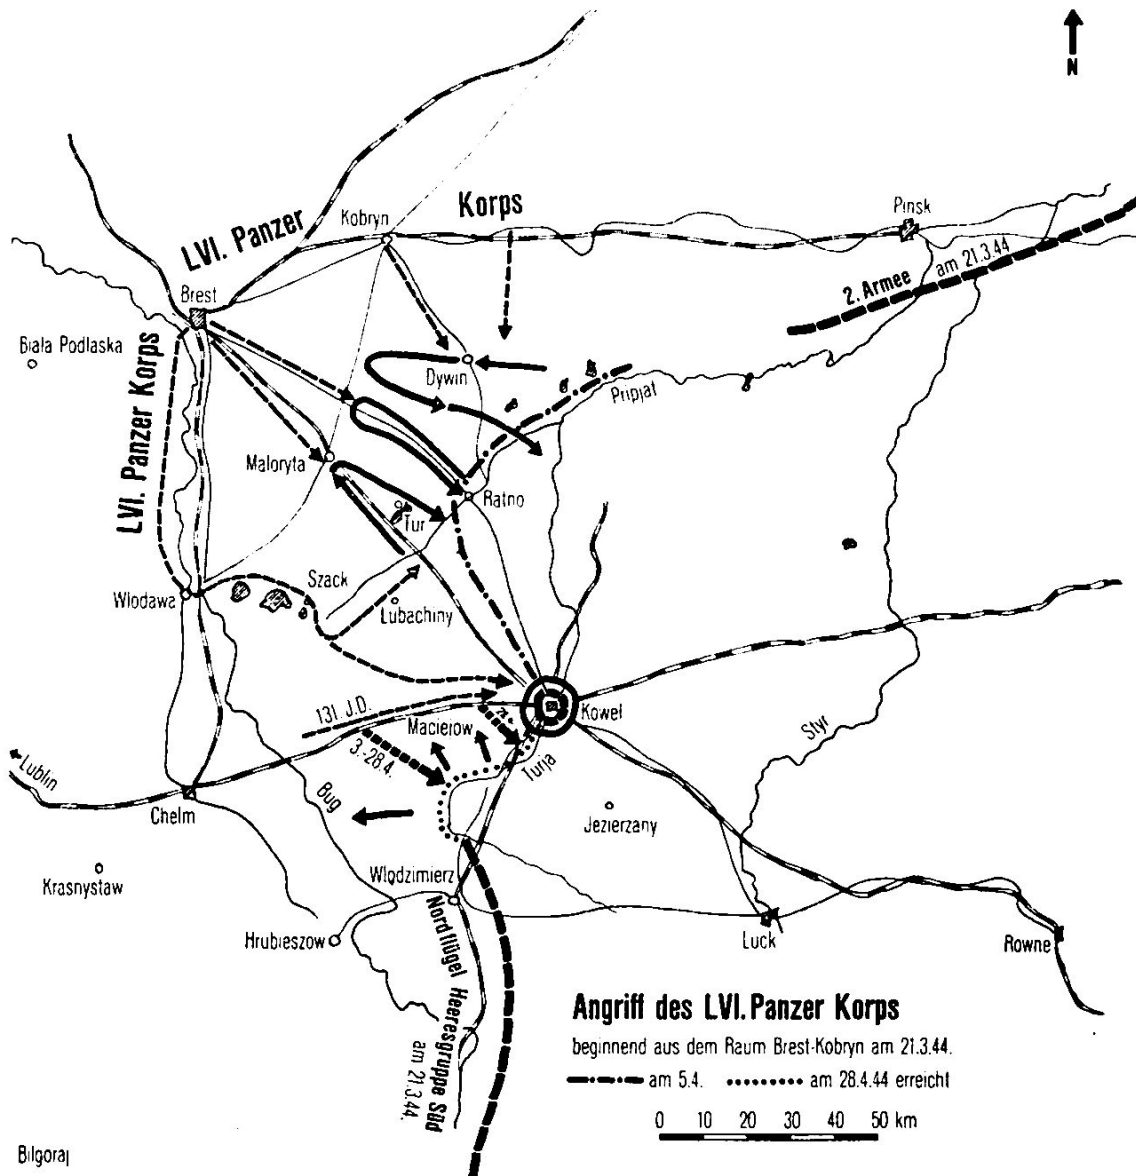 N
LVI. Panzer Korps
Kobryn
Pinsk
2. Armee am 21.3.44
Brest
Biała Podlaska
LVI. Panzer Korps
Dywin
Pripjat
Maloryta
Ratno
Tur
Szack
Włodawa
Lubachiny
131. J.D.
Kowel
Macierow
3.-28.4.
Styr
Turja
Lublin
Bug
Chelm
Jezierzany
Krasnystaw
Włodzimierz
Hrubieszow
Luck
Rowne
Nordflügel Heeresgruppe Süd
am 21.3.44.
Angriff des LVI. Panzer Korps
beginnend aus dem Raum Brest-Kobryn am 21.3.44.
am 5.4. am 28.4.44 erreicht
0 10 20 30 40 50 km
Bilgoraj